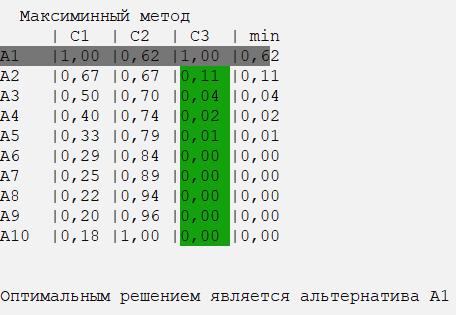 Максиминный метод
| C1 | C2 | C3 | min
A1 |1,00 |0,62 |1,00 |0,62
A2 |0,67 |0,67 |0,11 |0,11
A3 |0,50 |0,70 |0,04 |0,04
A4 |0,40 |0,74 |0,02 |0,02
A5 |0,33 |0,79 |0,01 |0,01
A6 |0,29 |0,84 |0,00 |0,00
A7 |0,25 |0,89 |0,00 |0,00
A8 |0,22 |0,94 |0,00 |0,00
A9 |0,20 |0,96 |0,00 |0,00
A10 |0,18 |1,00 |0,00 |0,00
Оптимальным решением является альтернатива A1